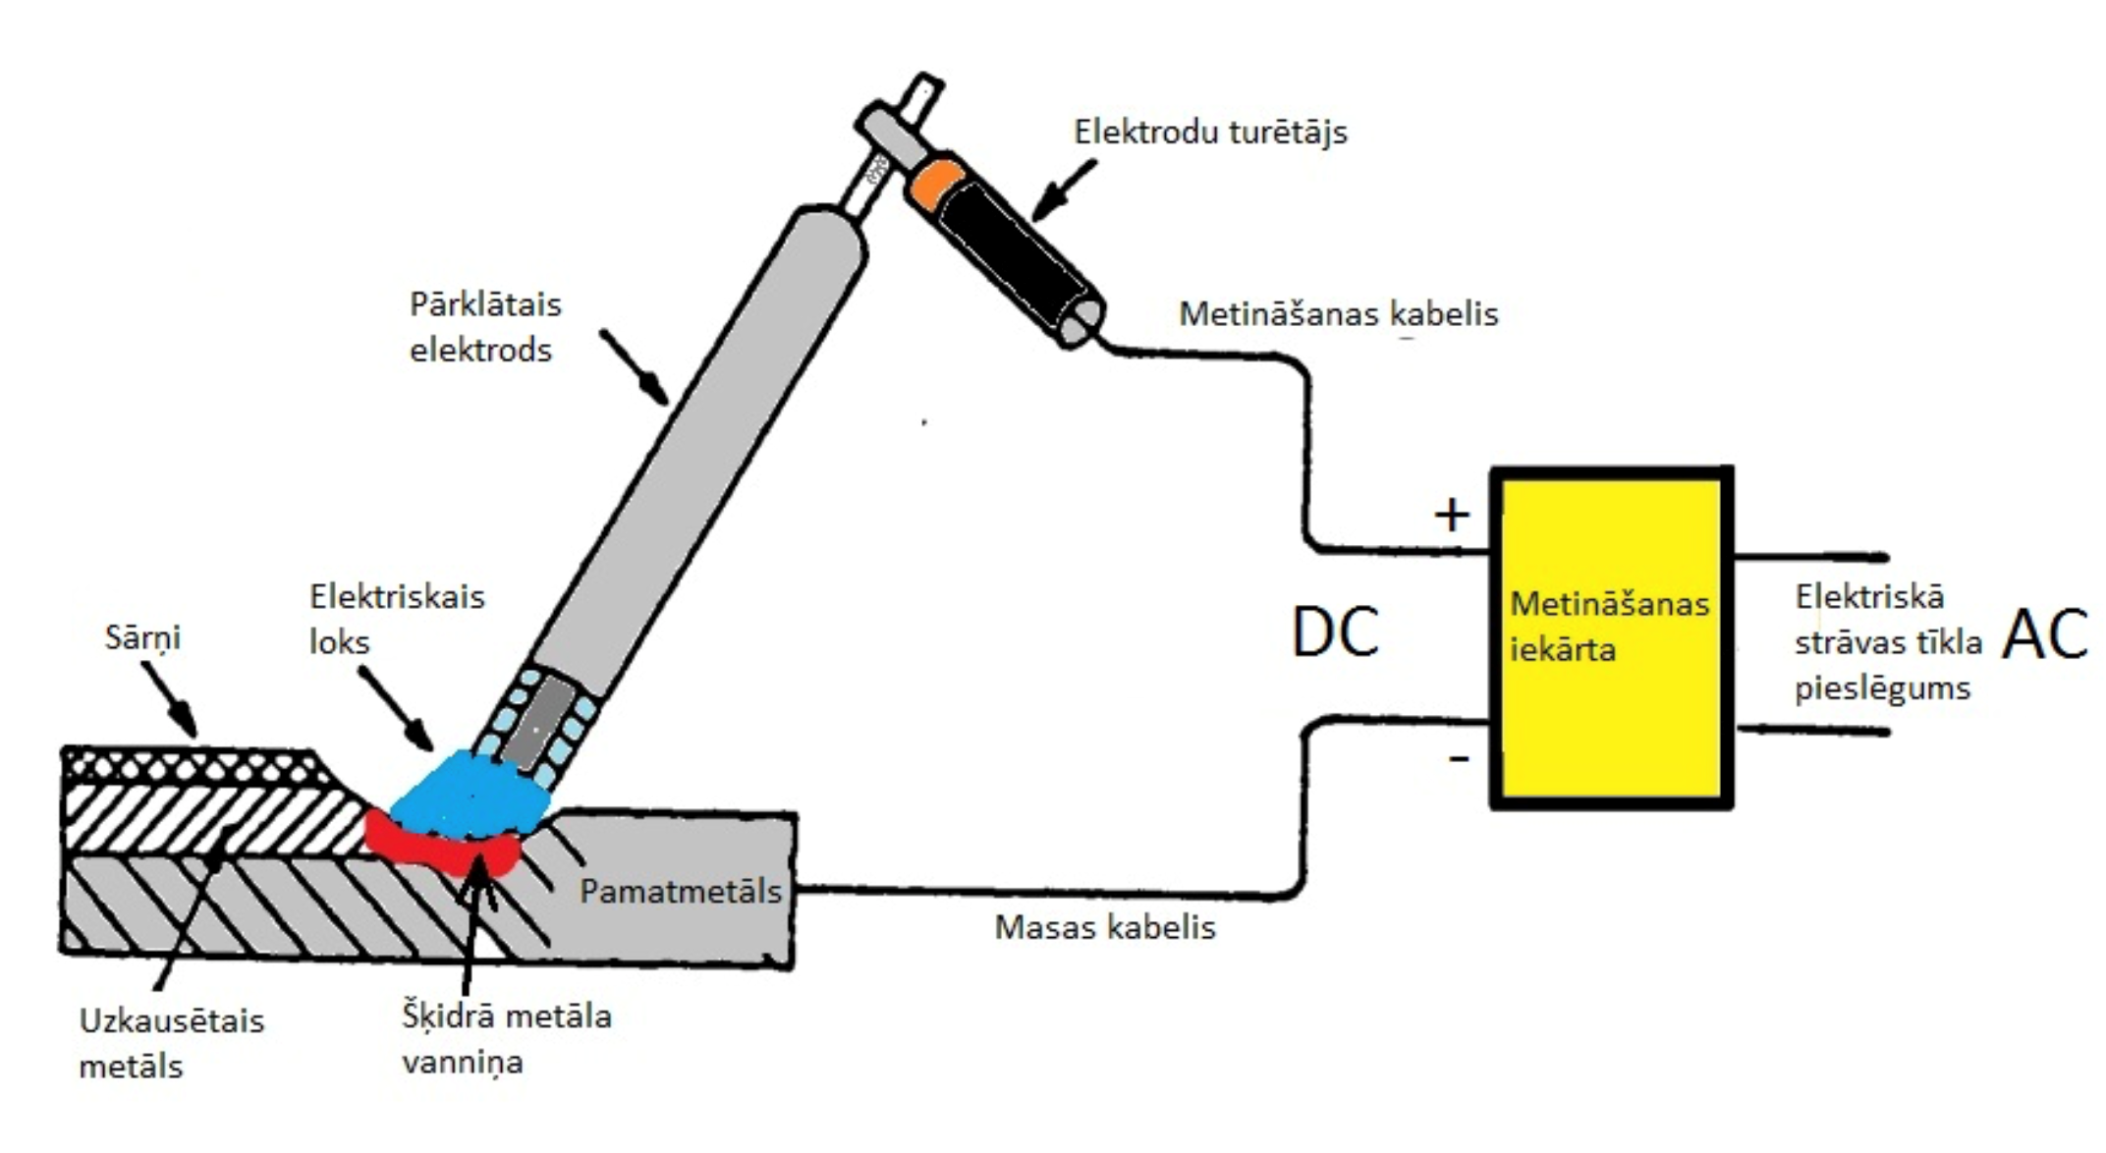 Elektrodu turētājs
Pārklātais
elektrods
Metināšanas kabelis
+
Elektriskais
loks
Sārņi
DC
Metināšanas
iekārta
Elektriskā
strāvas tīkla
pieslēgums
AC
-
Pamatmetāls
Masas kabelis
Uzkausētais
metāls
Šķidrā metāla
vanniņa